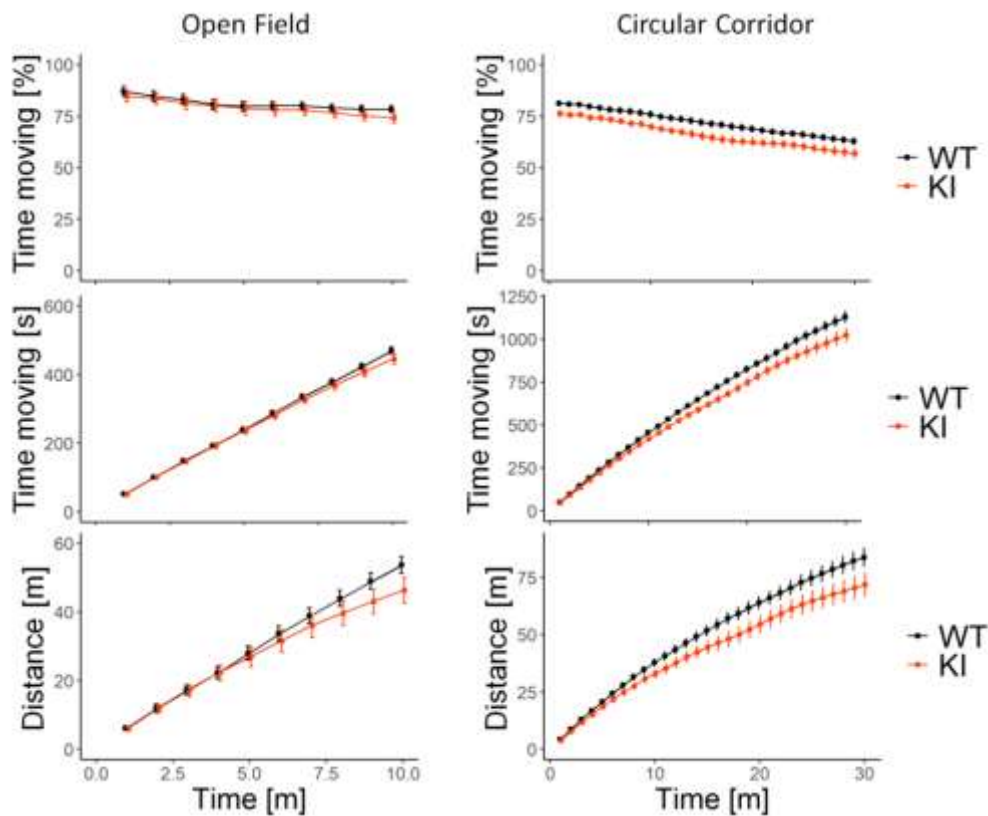 Open Field
Circular Corridor
Time moving [%]
100
75
50
25
0
Time moving [%]
100
75
50
25
0
WT
KI
Time moving [s]
600
400
200
0
Time moving [s]
1250
1000
750
500
250
0
WT
KI
Distance [m]
60
40
20
0
0.0
2.5
5.0
7.5
10.0
Time [m]
Distance [m]
75
50
25
0
0
10
20
30
Time [m]
WT
KI